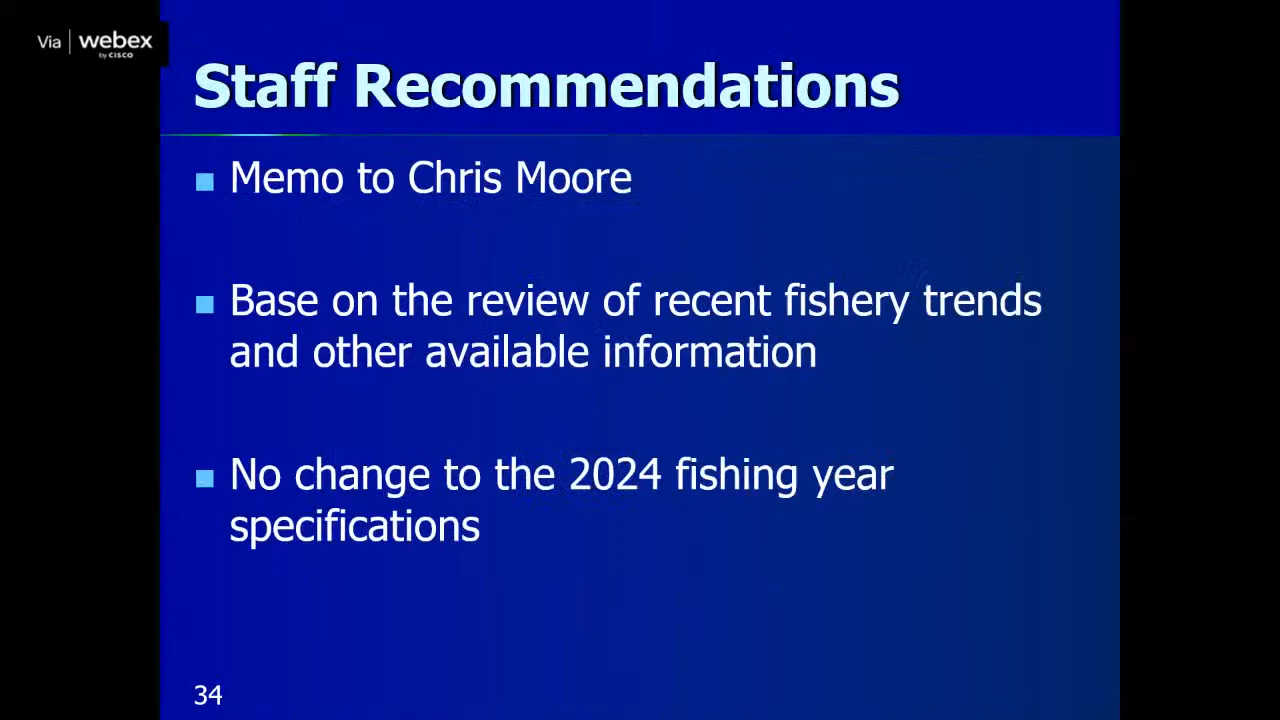 Via webex
by CISCO
Staff Recommendations
Memo to Chris Moore
Base on the review of recent fishery trends
and other available information
No change to the 2024 fishing year
specifications
34